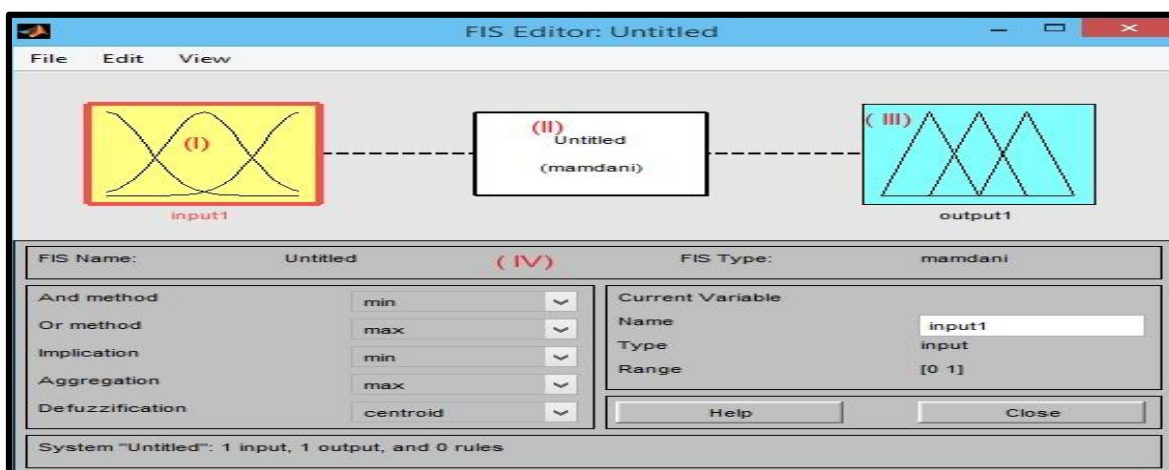 FIS Editor: Untitled
File Edit View
(I)
(II)
Untitled
(mamdani)
( III)
input1
output1
FIS Name: Untitled ( IV) FIS Type: mamdani
And method min
Or method max
Implication min
Aggregation max
Defuzzification centroid
Current Variable
Name input1
Type input
Range [0 1]
Help Close
System "Untitled": 1 input, 1 output, and 0 rules